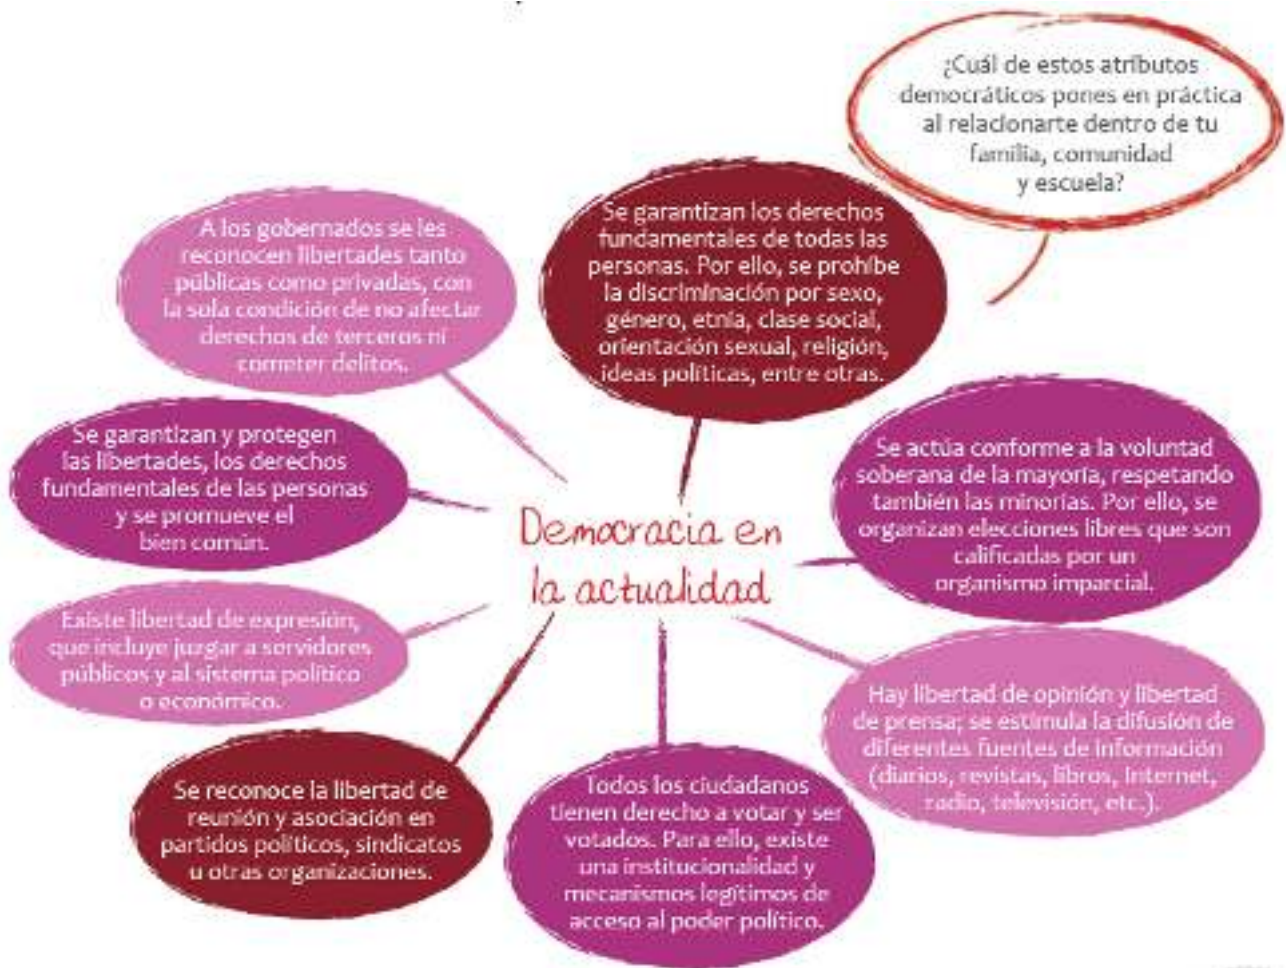 ¿Cuál de estos atributos
democráticos pones en práctica
al relacionarte dentro de tu
familia, comunidad
y escuela?
A los gobernados se les
reconocen libertades tanto
públicas como privadas, con
la sola condición de no afectar
derechos de terceros ni
cometer delitos.
Se garantizan los derechos
fundamentales de todas las
personas. Por ello, se prohíbe
la discriminación por sexo,
género, etnia, clase social,
orientación sexual, religión,
ideas políticas, entre otras.
Se garantizan y protegen
las libertades, los derechos
fundamentales de las personas
y se promueve el
bien común.
Se actúa conforme a la voluntad
soberana de la mayoría, respetando
también las minorías. Por ello, se
organizan elecciones libres que son
calificadas por un
organismo imparcial.
Democracia en
la actualidad
Existe libertad de expresión,
que incluye juzgar a servidores
públicos y al sistema político
o económico.
Hay libertad de opinión y libertad
de prensa; se estimula la difusión de
diferentes fuentes de información
(diarios, revistas, libros, Internet,
radio, televisión, etc.).
Se reconoce la libertad de
reunión y asociación en
partidos políticos, sindicatos
u otras organizaciones.
Todos los ciudadanos
tienen derecho a votar y ser
votados. Para ello, existe
una institucionalidad y
mecanismos legítimos de
acceso al poder político.